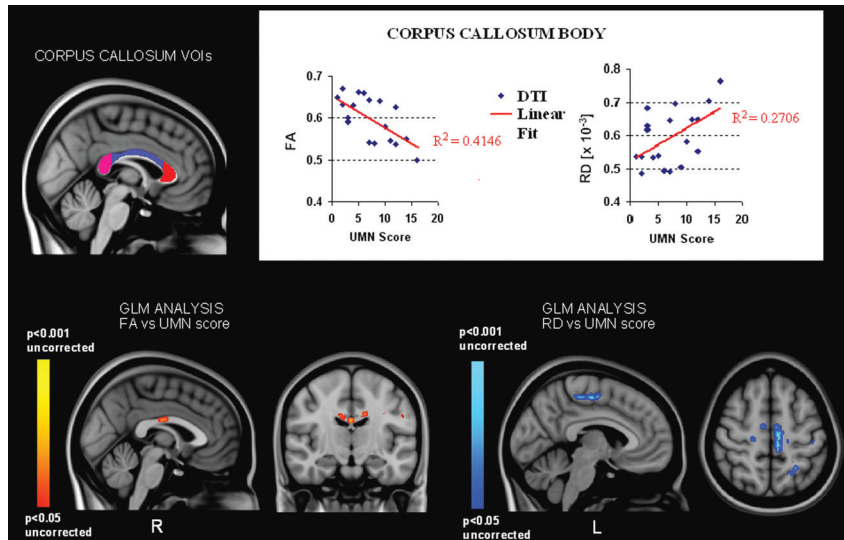 CORPUS CALLOSUM VOIs
CORPUS CALLOSUM BODY
0.7
0.6
0.5
0.4
FA
0 5 10 15 20
UMN Score
R² = 0.4146
DTI
Linear
Fit
0.8
0.7
0.6
0.5
0.4
RD [x 10⁻³]
0 5 10 15 20
UMN Score
R² = 0.2706
GLM ANALYSIS
FA vs UMN score
p<0.001
uncorrected
p<0.05
uncorrected
R
GLM ANALYSIS
RD vs UMN score
p<0.001
uncorrected
p<0.05
uncorrected
L